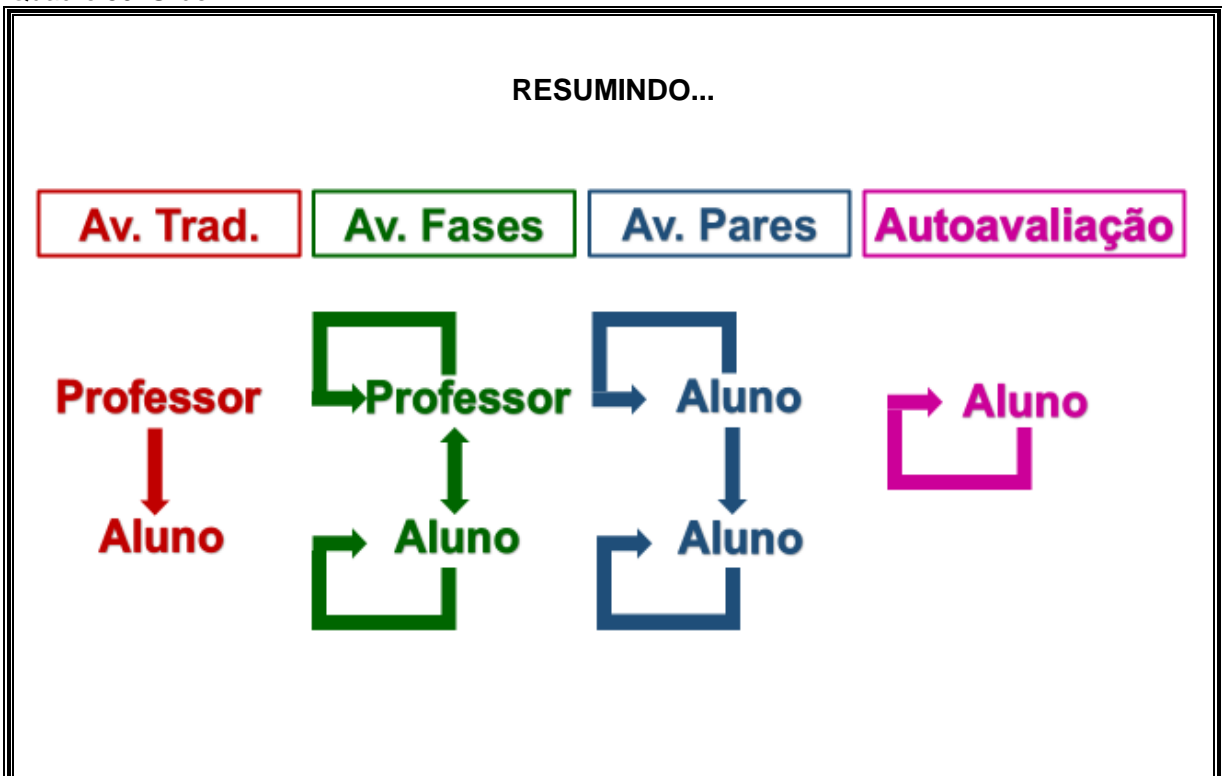 RESUMINDO...
Av. Trad. Av. Fases Av. Pares Autoavaliação
Professor Professor Aluno Aluno
Aluno Aluno Aluno